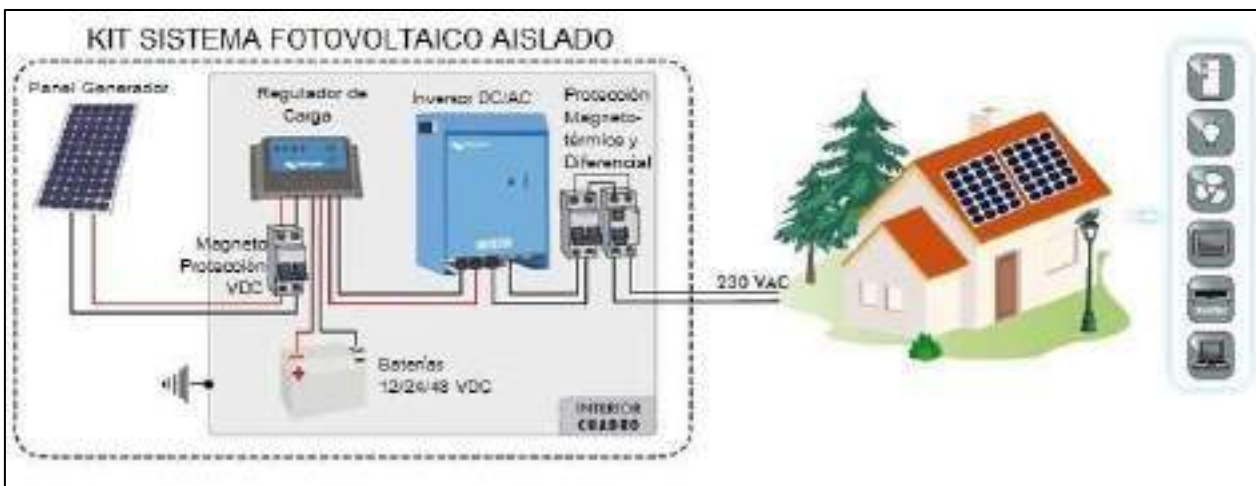 KIT SISTEMA FOTOVOLTAICO AISLADO
Panel Generador
Regulador de
Carga
Inversor DC/AC
Protección
Magneto-
térmico y
Diferencial
Magneto
Protección
VDC
230 VAC
Baterías
12/24/48 VDC
INTERIOR
CUADRO